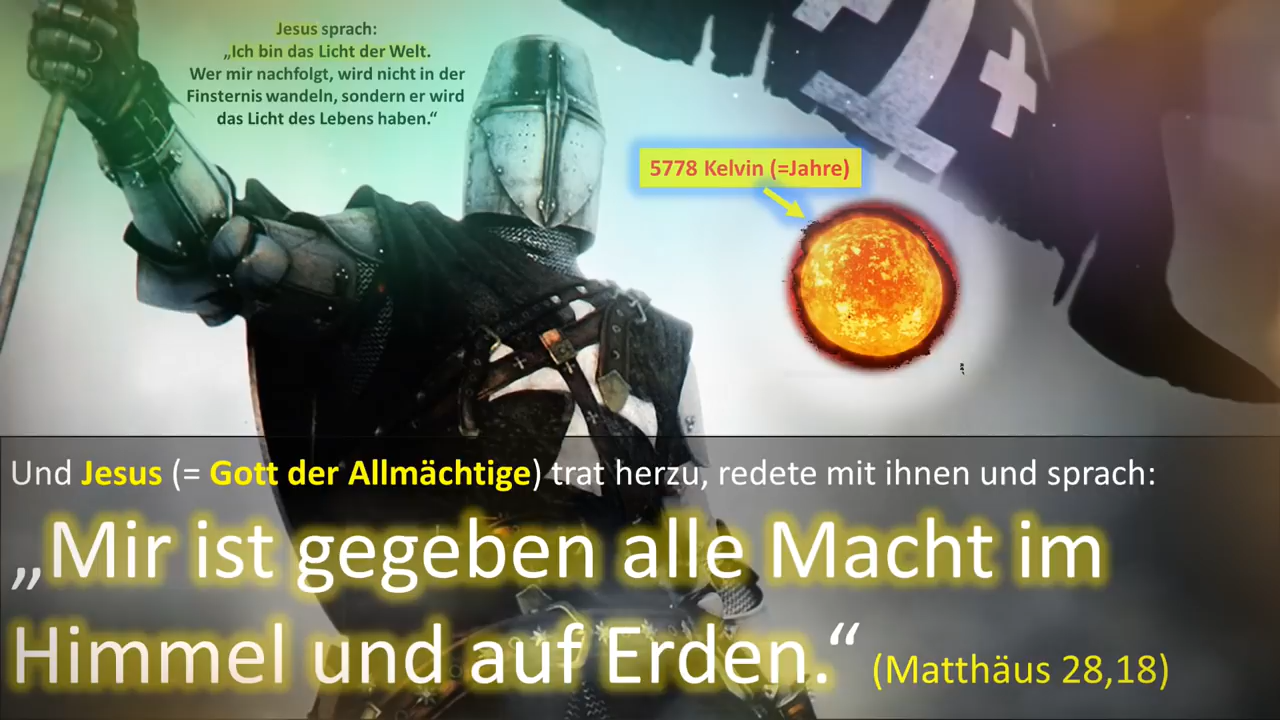 Jesus sprach:
„Ich bin das Licht der Welt.
Wer mir nachfolgt, wird nicht in der
Finsternis wandeln, sondern er wird
das Licht des Lebens haben.“
5778 Kelvin (=Jahre)
Und Jesus (= Gott der Allmächtige) trat herzu, redete mit ihnen und sprach:
„Mir ist gegeben alle Macht im
Himmel und auf Erden.“ (Matthäus 28,18)